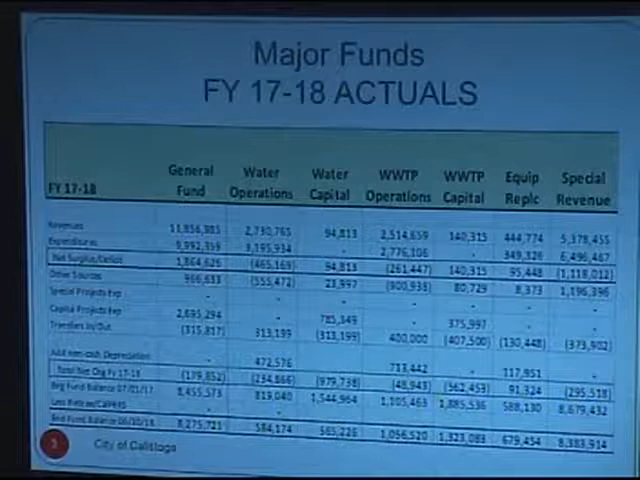 Major Funds
FY 17-18 ACTUALS
FY 17-18 General Fund Water Operations Water Capital WWTP Operations WWTP Capital Equip Replc Special Revenue
Revenues 11,856,985 2,730,765 94,813 2,514,659 140,315 444,774 5,378,455
Expenditures 9,992,359 3,195,934 - 2,776,106 - 349,326 6,496,467
Net Surplus/Deficit 1,864,626 (465,169) 94,813 (261,447) 140,315 95,448 (1,118,012)
Other Sources 966,633 (555,472) 23,997 (900,938) 80,729 8,373 1,196,396
Special Projects Exp - - - - - - -
Capital Projects Exp 2,695,294 - 785,349 - 375,997 - -
Transfers In/Out (315,817) 313,199 (313,199) 400,000 (407,500) (130,448) (373,902)
Add non-cash Depreciation - 472,576 713,442 - 117,951 -
Total Net Chg FY 17-18 (179,852) (234,866) (979,738) (48,943) (562,453) 91,324 (295,518)
Beg Fund Balance 07/01/17 8,455,573 819,040 1,544,964 1,105,463 1,885,536 588,130 8,679,432
Less Retiree/CalPERS - -
End Fund Balance 06/30/18 8,275,721 584,174 565,226 1,056,520 1,323,083 679,454 8,383,914
3 City of Calistoga